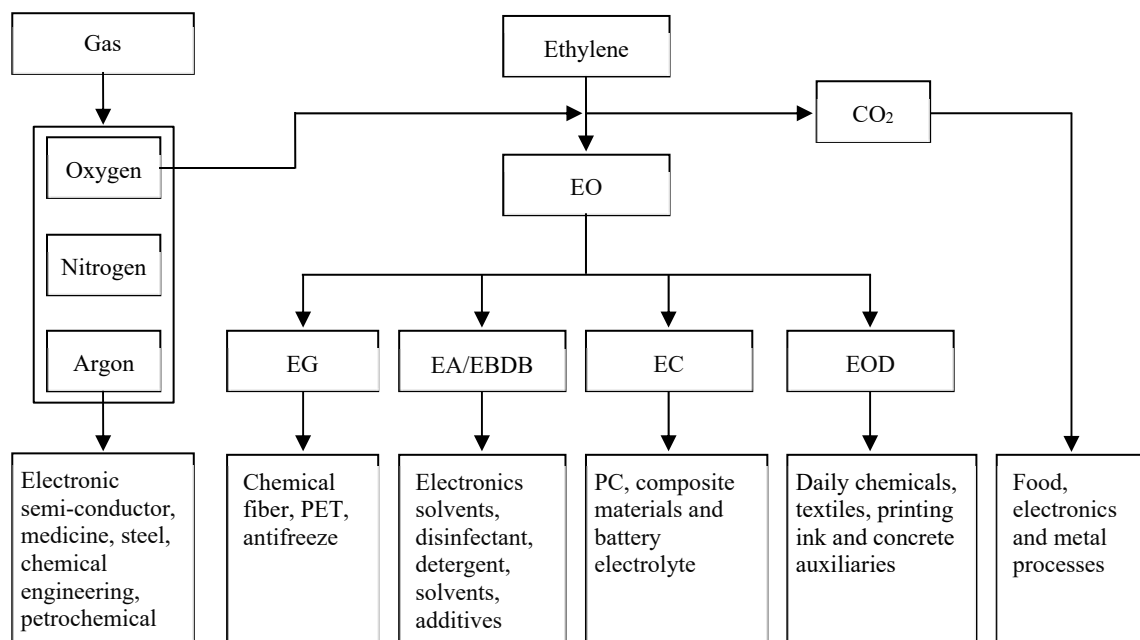 Gas
Ethylene
CO₂
Oxygen
EO
Nitrogen
Argon
EG
EA/EBDB
EC
EOD
Electronic
semi-conductor,
medicine, steel,
chemical
engineering,
petrochemical
Chemical
fiber, PET,
antifreeze
Electronics
solvents,
disinfectant,
detergent,
solvents,
additives
PC, composite
materials and
battery
electrolyte
Daily chemicals,
textiles, printing
ink and concrete
auxiliaries
Food,
electronics
and metal
processes